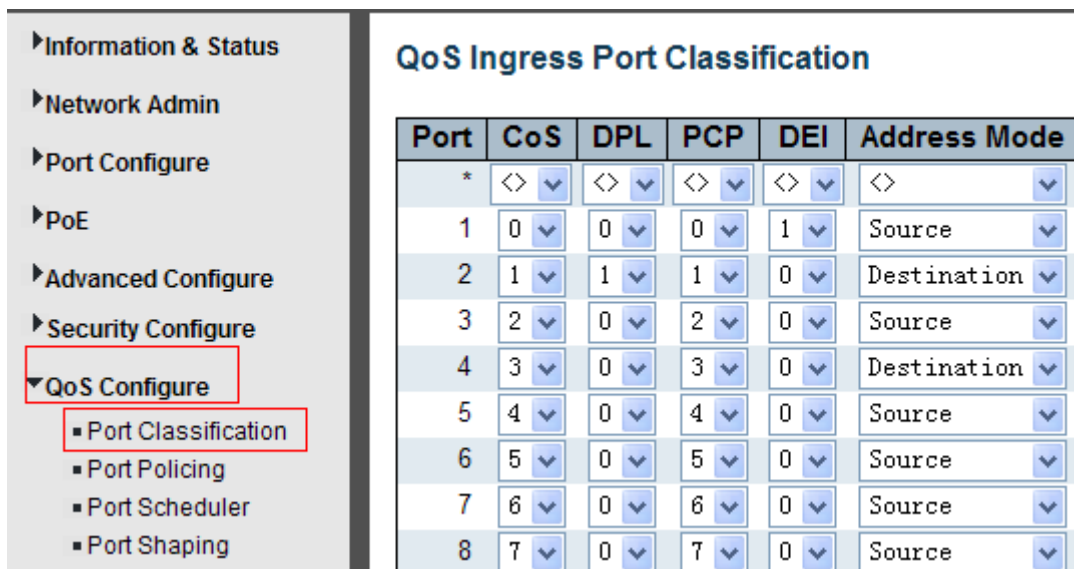 Information & Status
Network Admin
Port Configure
PoE
Advanced Configure
Security Configure
QoS Configure
Port Classification
Port Policing
Port Scheduler
Port Shaping
QoS Ingress Port Classification
Port CoS DPL PCP DEI Address Mode
* <> <> <> <> <>
1 0 0 0 1 Source
2 1 1 1 0 Destination
3 2 0 2 0 Source
4 3 0 3 0 Destination
5 4 0 4 0 Source
6 5 0 5 0 Source
7 6 0 6 0 Source
8 7 0 7 0 Source